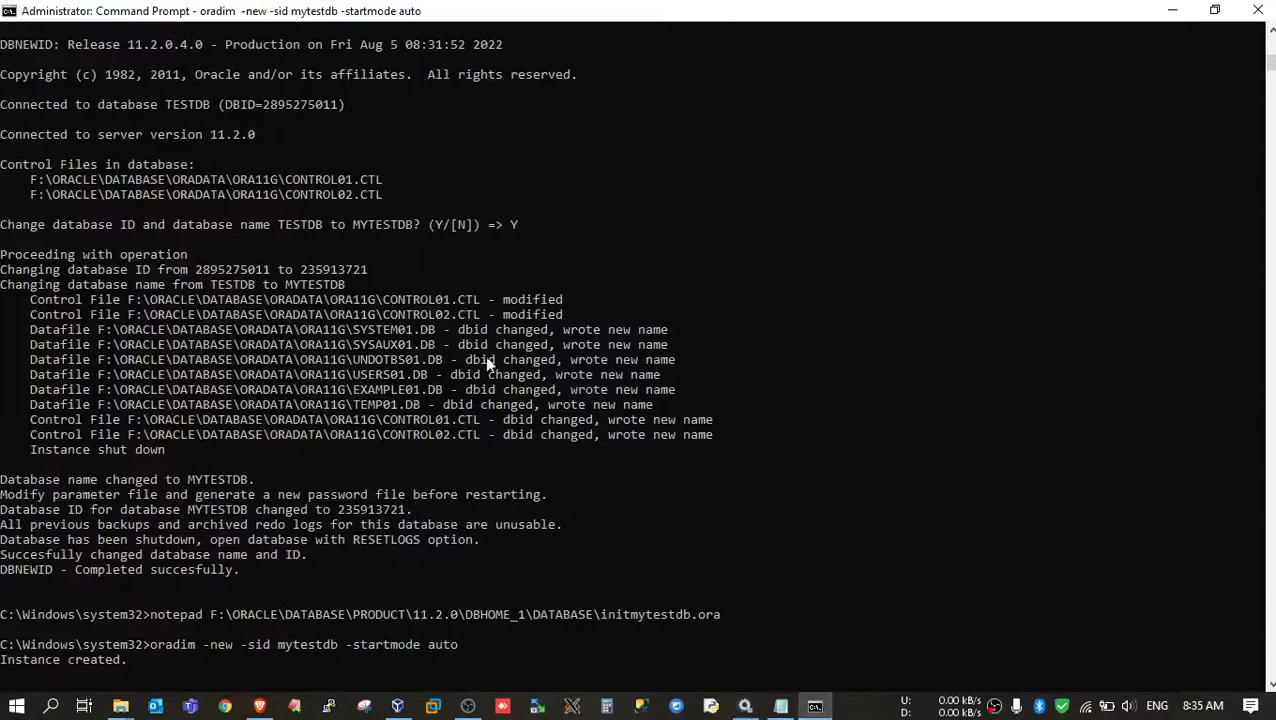 Administrator: Command Prompt - oradim  -new -sid mytestdb -startmode auto
DBNEWID: Release 11.2.0.4.0 - Production on Fri Aug 5 08:31:52 2022
Copyright (c) 1982, 2011, Oracle and/or its affiliates.  All rights reserved.
Connected to database TESTDB (DBID=2895275011)
Connected to server version 11.2.0
Control Files in database:
F:\ORACLE\DATABASE\ORADATA\ORA11G\CONTROL01.CTL
F:\ORACLE\DATABASE\ORADATA\ORA11G\CONTROL02.CTL
Change database ID and database name TESTDB to MYTESTDB? (Y/[N]) => Y
Proceeding with operation
Changing database ID from 2895275011 to 235913721
Changing database name from TESTDB to MYTESTDB
Control File F:\ORACLE\DATABASE\ORADATA\ORA11G\CONTROL01.CTL - modified
Control File F:\ORACLE\DATABASE\ORADATA\ORA11G\CONTROL02.CTL - modified
Datafile F:\ORACLE\DATABASE\ORADATA\ORA11G\SYSTEM01.DB - dbid changed, wrote new name
Datafile F:\ORACLE\DATABASE\ORADATA\ORA11G\SYSAUX01.DB - dbid changed, wrote new name
Datafile F:\ORACLE\DATABASE\ORADATA\ORA11G\UNDOTBS01.DB - dbid changed, wrote new name
Datafile F:\ORACLE\DATABASE\ORADATA\ORA11G\USERS01.DB - dbid changed, wrote new name
Datafile F:\ORACLE\DATABASE\ORADATA\ORA11G\EXAMPLE01.DB - dbid changed, wrote new name
Datafile F:\ORACLE\DATABASE\ORADATA\ORA11G\TEMP01.DB - dbid changed, wrote new name
Control File F:\ORACLE\DATABASE\ORADATA\ORA11G\CONTROL01.CTL - dbid changed, wrote new name
Control File F:\ORACLE\DATABASE\ORADATA\ORA11G\CONTROL02.CTL - dbid changed, wrote new name
Instance shut down
Database name changed to MYTESTDB.
Modify parameter file and generate a new password file before restarting.
Database ID for database MYTESTDB changed to 235913721.
All previous backups and archived redo logs for this database are unusable.
Database has been shutdown, open database with RESETLOGS option.
Succesfully changed database name and ID.
DBNEWID - Completed succesfully.
C:\Windows\system32>notepad F:\ORACLE\DATABASE\PRODUCT\11.2.0\DBHOME_1\DATABASE\initmytestdb.ora
C:\Windows\system32>oradim -new -sid mytestdb -startmode auto
Instance created.
U: 0.00 kB/s
D: 0.00 kB/s
ENG
8:35 AM